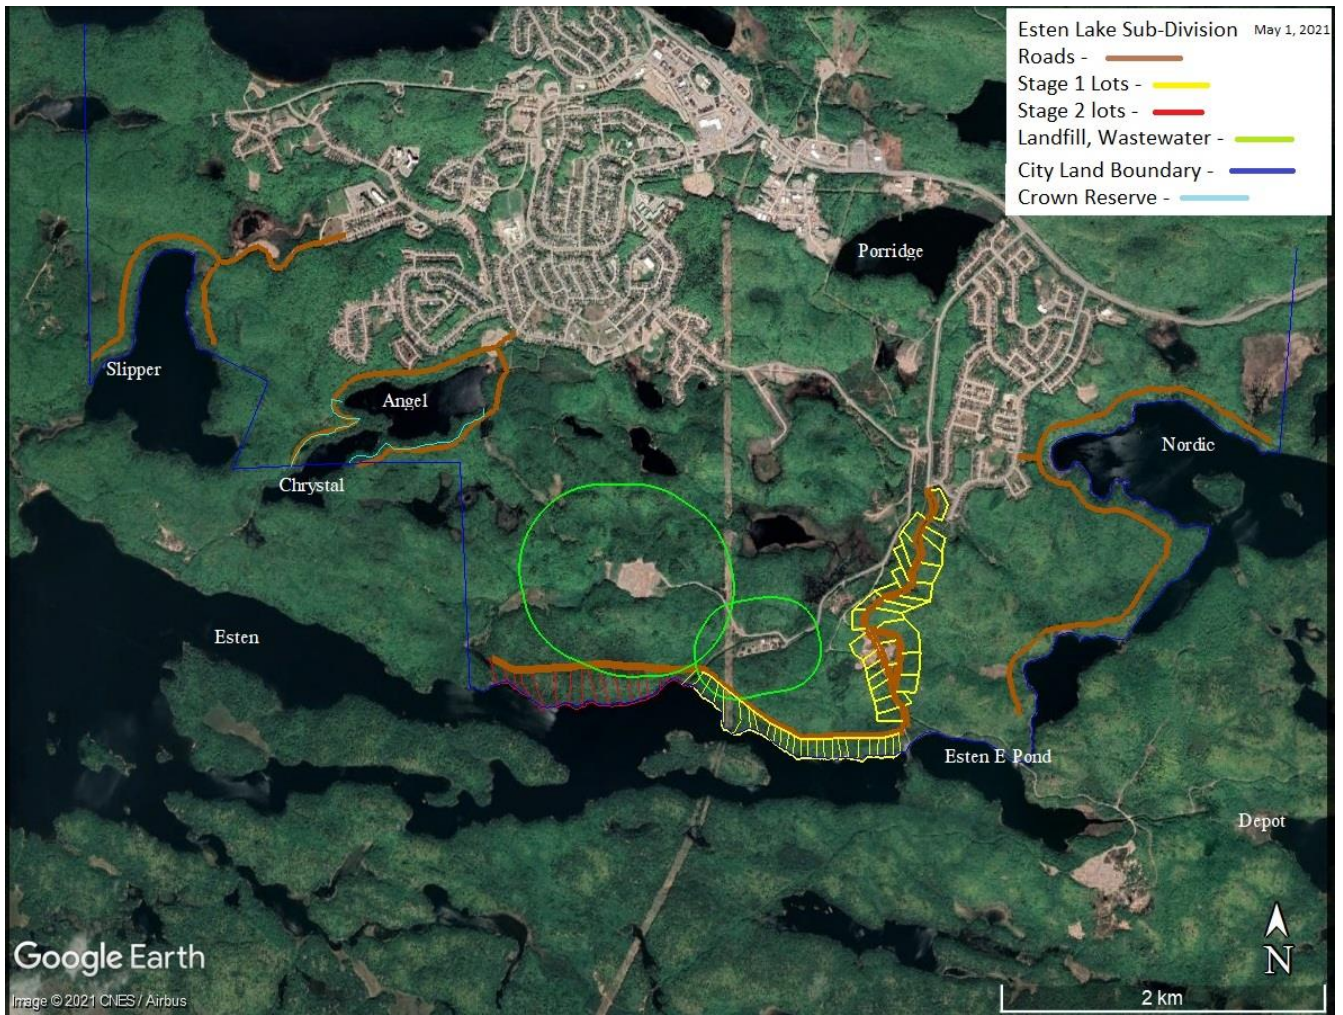 Esten Lake Sub-Division May 1, 2021
Roads -
Stage 1 Lots -
Stage 2 lots -
Landfill, Wastewater -
City Land Boundary -
Crown Reserve -
Porridge
Slipper
Angel
Nordic
Chrystal
Esten
Esten E Pond
Depot
N
Google Earth
Image © 2021 CNES / Airbus
2 km